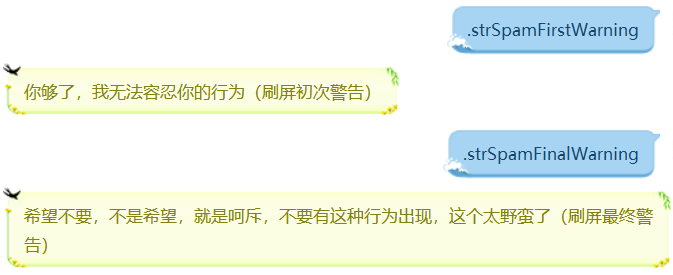 .strSpamFirstWarning
你够了，我无法容忍你的行为（刷屏初次警告）
.strSpamFinalWarning
希望不要，不是希望，就是呵斥，不要有这种行为出现，这个太野蛮了（刷屏最终警
告）